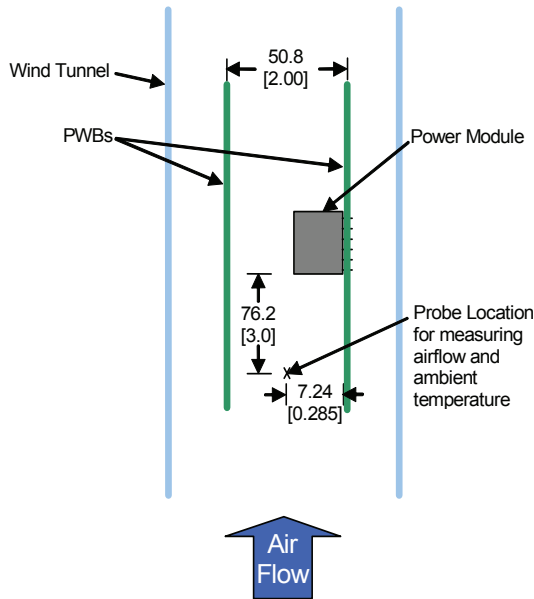 50.8
[2.00]
Wind Tunnel
PWBs
Power Module
76.2
[3.0]
Probe Location
for measuring
airflow and
ambient
temperature
x
7.24
[0.285]
Air
Flow